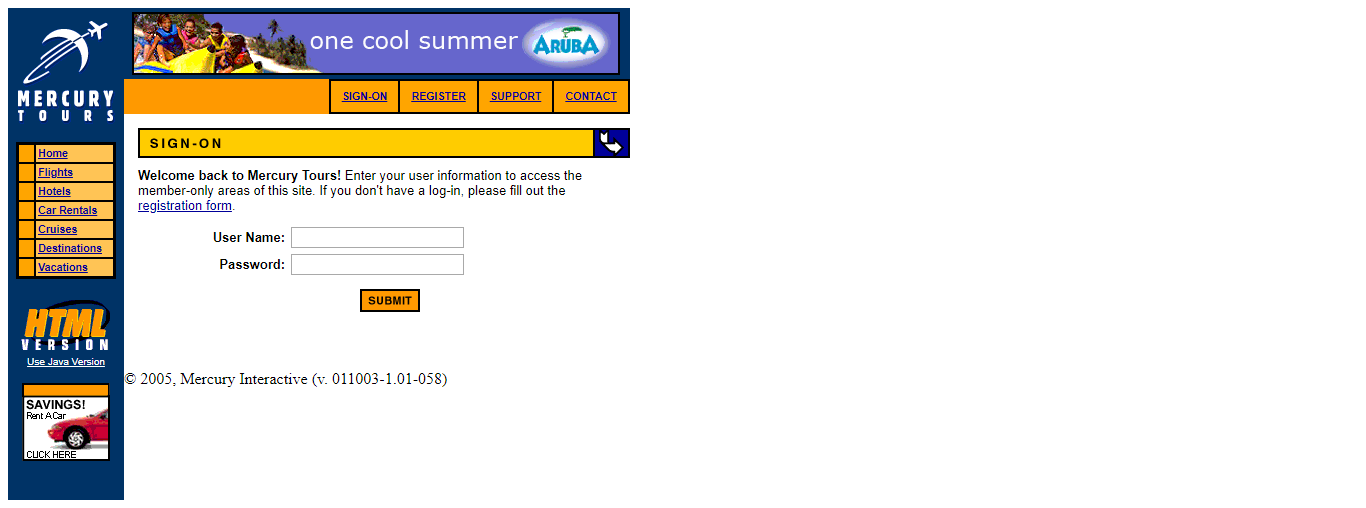 one cool summer ARUBA
MERCURY
TOURS
SIGN-ON REGISTER SUPPORT CONTACT
Home
Flights
Hotels
Car Rentals
Cruises
Destinations
Vacations
HTML
VERSION
Use Java Version
SAVINGS!
Rent A Car
CLICK HERE
SIGN-ON
Welcome back to Mercury Tours! Enter your user information to access the
member-only areas of this site. If you don't have a log-in, please fill out the
registration form.
User Name:
Password:
SUBMIT
© 2005, Mercury Interactive (v. 011003-1.01-058)